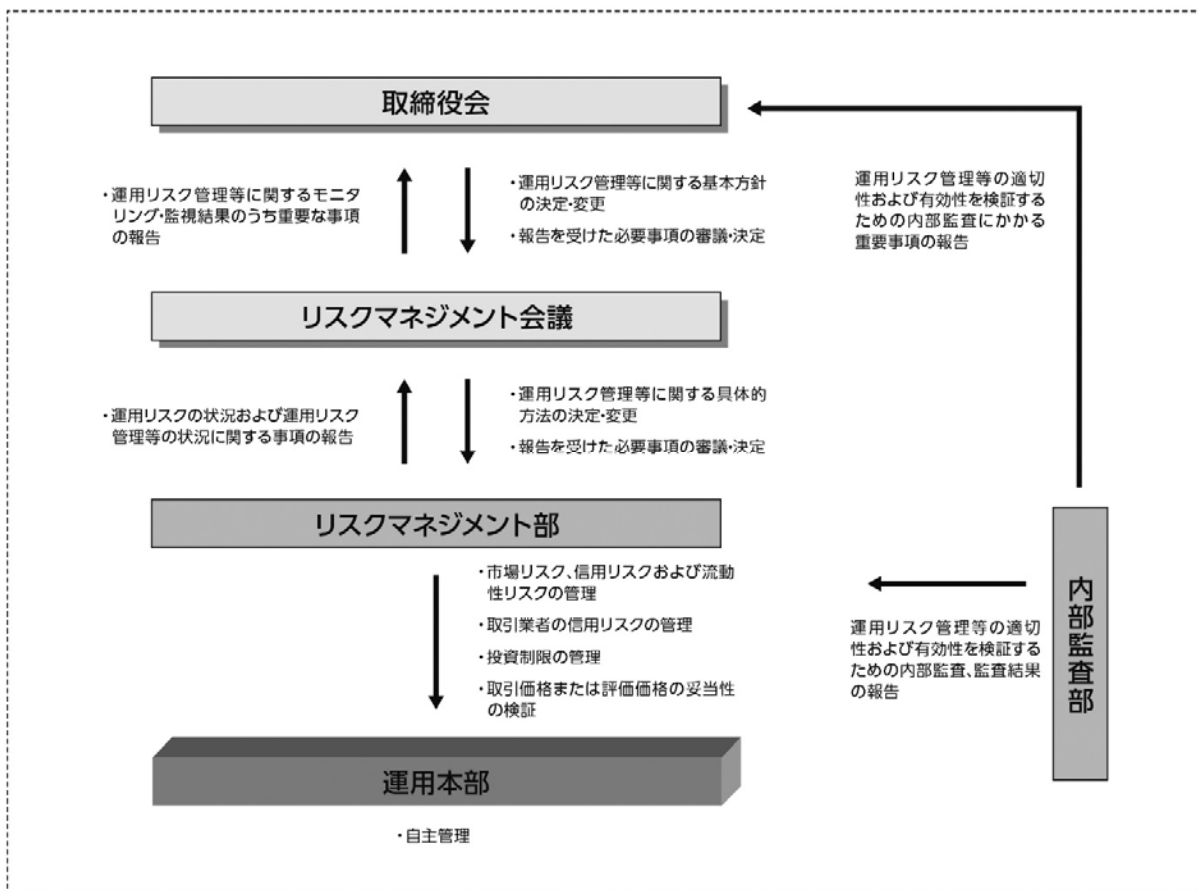 取締役会
・運用リスク管理等に関するモニタ
リング・監視結果のうち重要な事項
の報告
・運用リスク管理等に関する基本方針
の決定・変更
・報告を受けた必要事項の審議・決定
運用リスク管理等の適切
性および有効性を検証する
ための内部監査にかかる
重要事項の報告
リスクマネジメント会議
・運用リスクの状況および運用リスク
管理等の状況に関する事項の報告
・運用リスク管理等に関する具体的
方法の決定・変更
・報告を受けた必要事項の審議・決定
リスクマネジメント部
・市場リスク、信用リスクおよび流動
性リスクの管理
・取引業者の信用リスクの管理
・投資制限の管理
・取引価格または評価価格の妥当性
の検証
運用リスク管理等の適切
性および有効性を検証する
ための内部監査、監査結果
の報告
内部監査部
運用本部
・自主管理